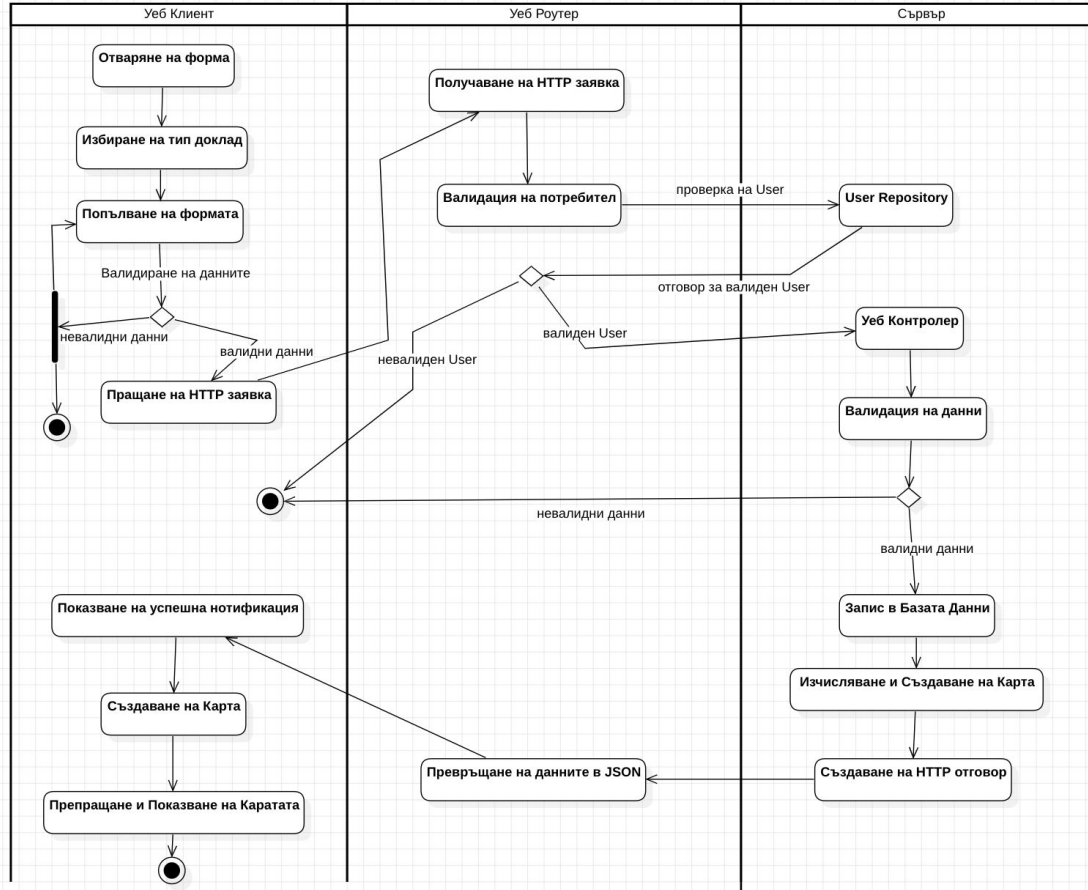 Уеб Клиент
Уеб Роутер
Сървър
Отваряне на форма
Избиране на тип доклад
Попълване на формата
Валидиране на данните
невалидни данни
валидни данни
Пращане на HTTP заявка
Получаване на HTTP заявка
Валидация на потребител
проверка на User
User Repository
отговор за валиден User
валиден User
невалиден User
Уеб Контролер
Валидация на данни
невалидни данни
валидни данни
Запис в Базата Данни
Изчисляване и Създаване на Карта
Създаване на HTTP отговор
Превръщане на данните в JSON
Показване на успешна нотификация
Създаване на Карта
Препращане и Показване на Каратата